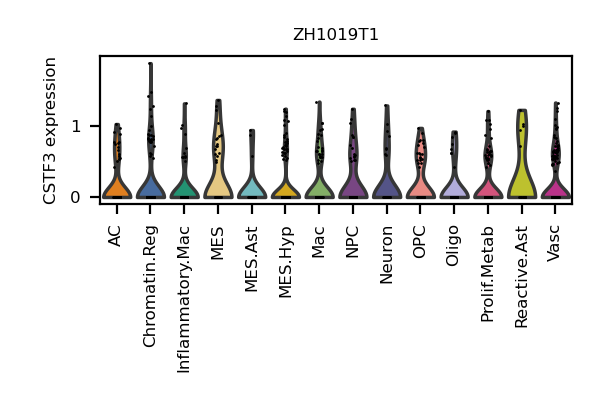 ZH1019T1
CSTF3 expression
1
0
AC
Chromatin.Reg
Inflammatory.Mac
MES
MES.Ast
MES.Hyp
Mac
NPC
Neuron
OPC
Oligo
Prolif.Metab
Reactive.Ast
Vasc